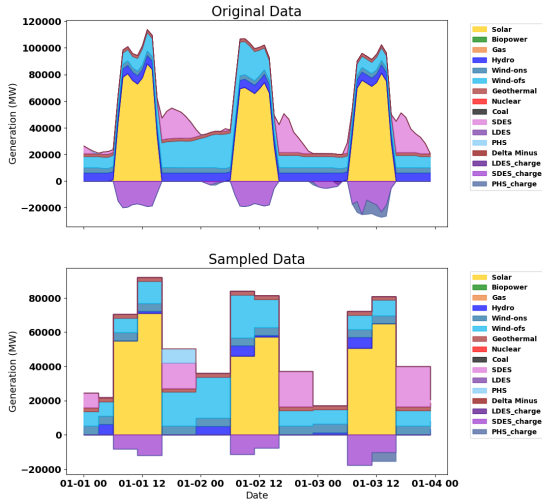 Original Data
120000
100000
80000
60000
40000
20000
0
−20000
Generation (MW)
Solar
Biopower
Gas
Hydro
Wind-ons
Wind-ofs
Geothermal
Nuclear
Coal
SDES
LDES
PHS
Delta Minus
LDES_charge
SDES_charge
PHS_charge
Sampled Data
80000
60000
40000
20000
0
−20000
Generation (MW)
01-01 00
01-01 12
01-02 00
01-02 12
01-03 00
01-03 12
01-04 00
Date
Solar
Biopower
Gas
Hydro
Wind-ons
Wind-ofs
Geothermal
Nuclear
Coal
SDES
LDES
PHS
Delta Minus
LDES_charge
SDES_charge
PHS_charge